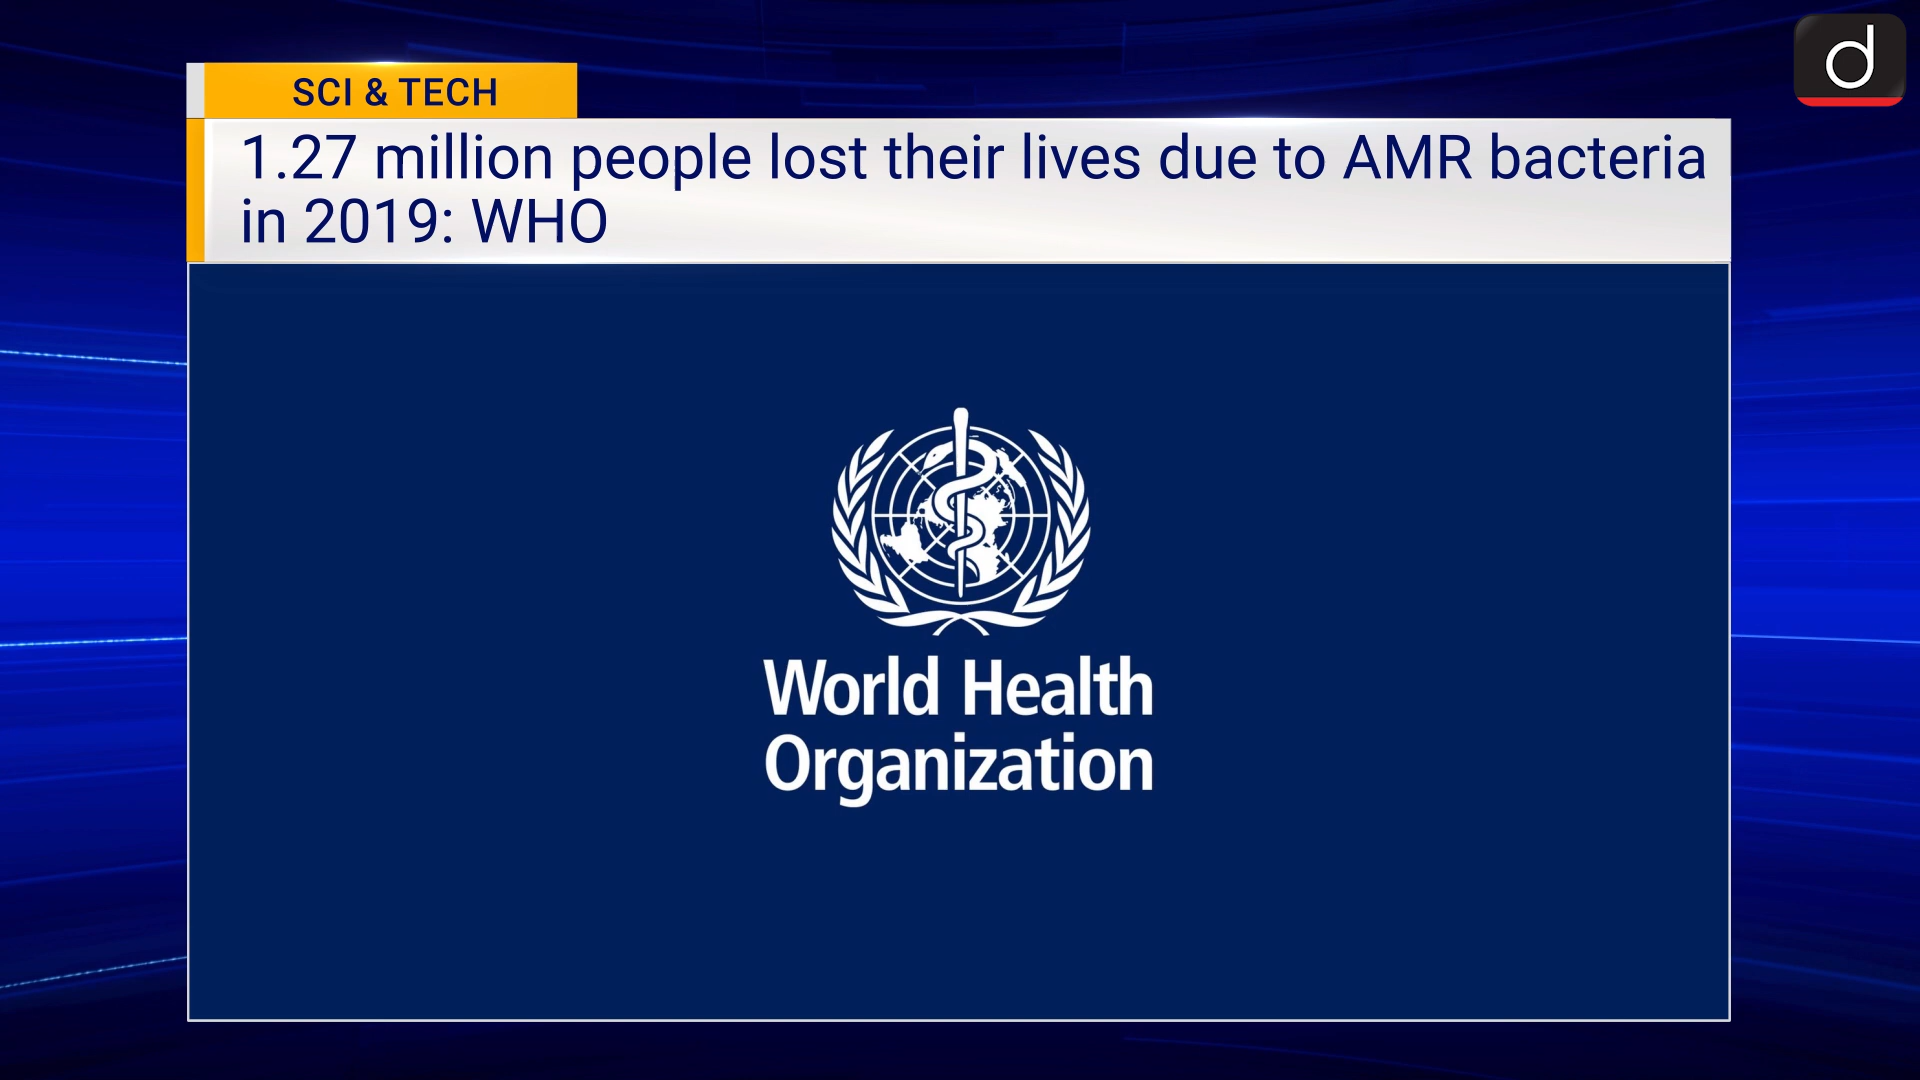 d
SCI & TECH
1.27 million people lost their lives due to AMR bacteria
in 2019: WHO
World Health
Organization